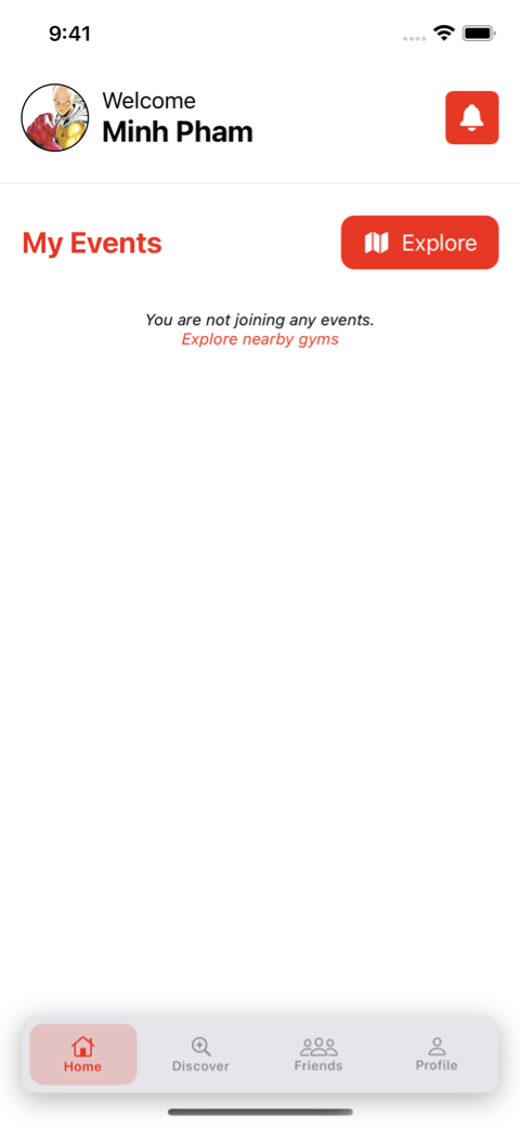 9:41
Welcome
Minh Pham
My Events
Explore
You are not joining any events.
Explore nearby gyms
Home
Discover
Friends
Profile